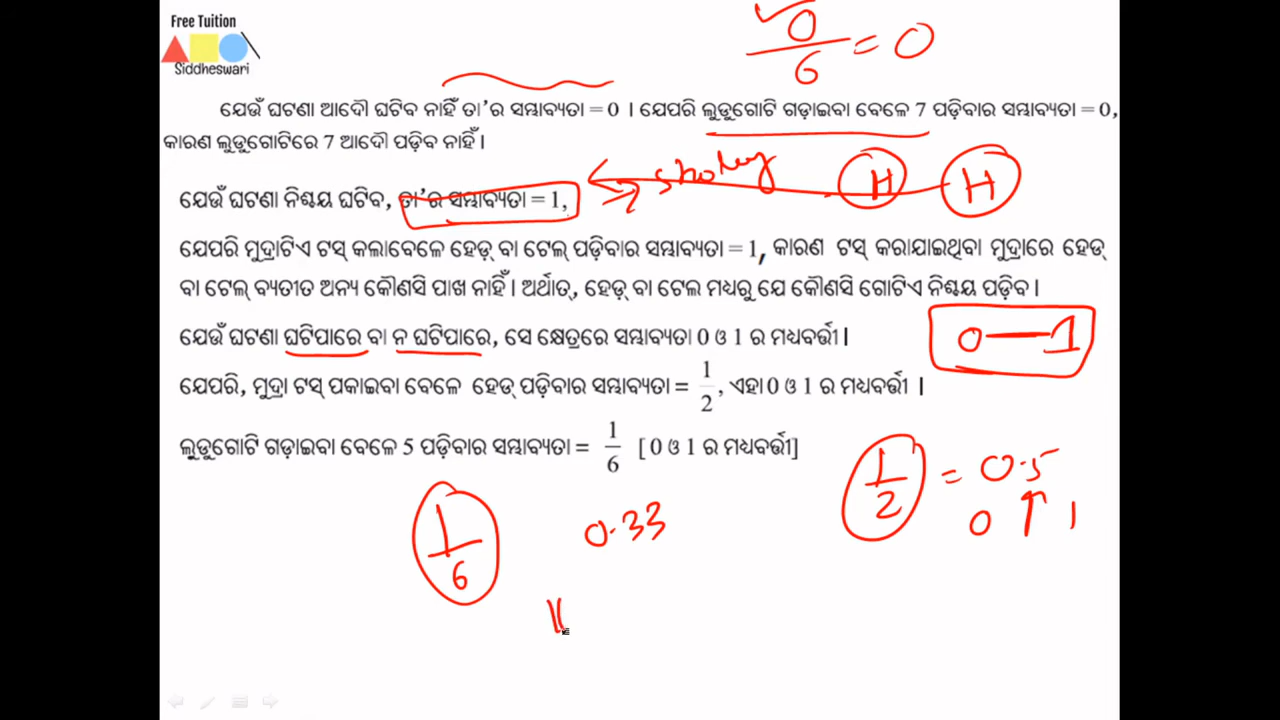 Free Tuition
Siddheswari
0/6 = 0
ଯେଉଁ ଘଟଣା ଆଦୌ ଘଟିବ ନାହିଁ ତା'ର ସମ୍ଭାବ୍ୟତା = 0 । ଯେପରି ଲୁଡୁଗୋଟି ଗଡ଼ାଇବା ବେଳେ 7 ପଡ଼ିବାର ସମ୍ଭାବ୍ୟତା = 0,
କାରଣ ଲୁଡୁଗୋଟିରେ 7 ଆଦୌ ପଡ଼ିବ ନାହିଁ ।
H H
ଯେଉଁ ଘଟଣା ନିଶ୍ଚୟ ଘଟିବ, ତା'ର ସମ୍ଭାବ୍ୟତା = 1,
ଯେପରି ମୁଦ୍ରାଟିଏ ଟସ୍ କଲାବେଳେ ହେଡ୍ ବା ଟେଲ୍ ପଡ଼ିବାର ସମ୍ଭାବ୍ୟତା = 1, କାରଣ ଟସ୍ କରାଯାଇଥିବା ମୁଦ୍ରାରେ ହେଡ୍
ବା ଟେଲ୍ ବ୍ୟତୀତ ଅନ୍ୟ କୌଣସି ପାଖ ନାହିଁ । ଅର୍ଥାତ୍, ହେଡ୍ ବା ଟେଲ ମଧ୍ୟରୁ ଯେ କୌଣସି ଗୋଟିଏ ନିଶ୍ଚୟ ପଡ଼ିବ ।
ଯେଉଁ ଘଟଣା ଘଟିପାରେ ବା ନ ଘଟିପାରେ, ସେ କ୍ଷେତ୍ରରେ ସମ୍ଭାବ୍ୟତା 0 ଓ 1 ର ମଧ୍ୟବର୍ତ୍ତୀ ।
0—1
ଯେପରି, ମୁଦ୍ରା ଟସ୍ ପକାଇବା ବେଳେ ହେଡ୍ ପଡ଼ିବାର ସମ୍ଭାବ୍ୟତା = 1/2, ଏହା 0 ଓ 1 ର ମଧ୍ୟବର୍ତ୍ତୀ ।
ଲୁଡୁଗୋଟି ଗଡ଼ାଇବା ବେଳେ 5 ପଡ଼ିବାର ସମ୍ଭାବ୍ୟତା = 1/6 [ 0 ଓ 1 ର ମଧ୍ୟବର୍ତ୍ତୀ]
1/2 = 0.5
0 ↑ 1
1/6 0.33